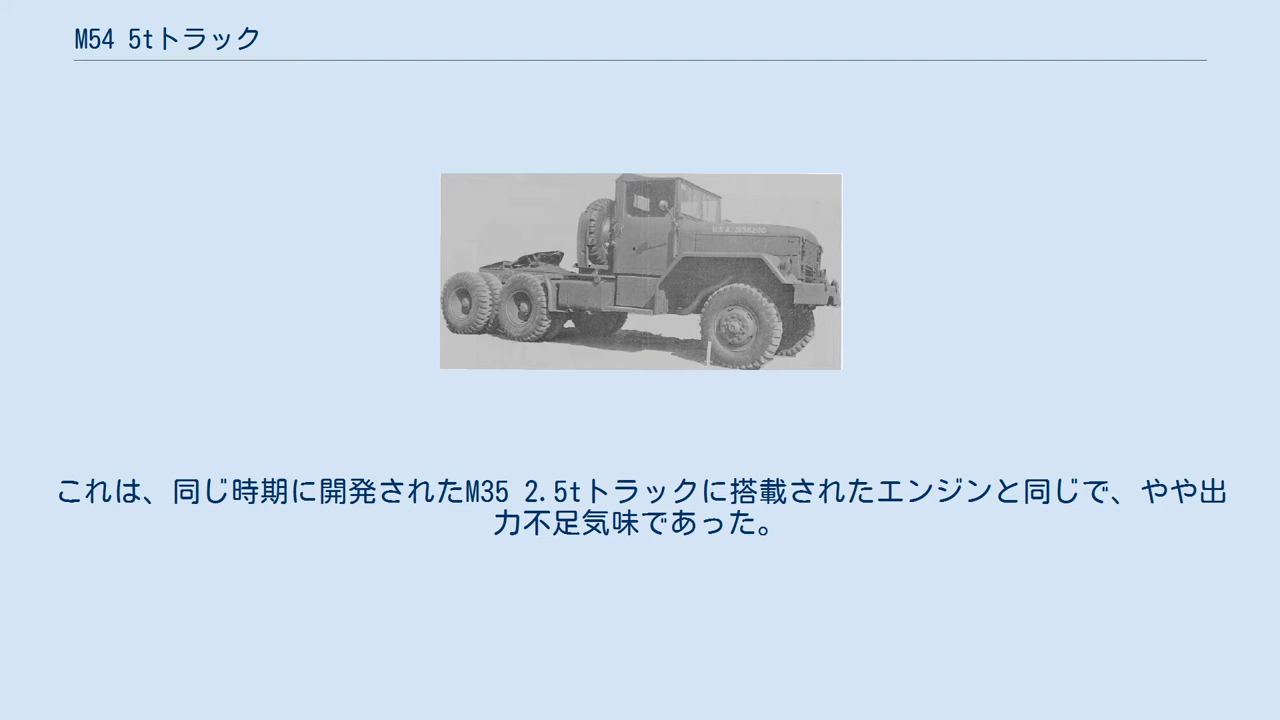 M54 5tトラック
これは、同じ時期に開発されたM35 2.5tトラックに搭載されたエンジンと同じで、やや出
力不足気味であった。